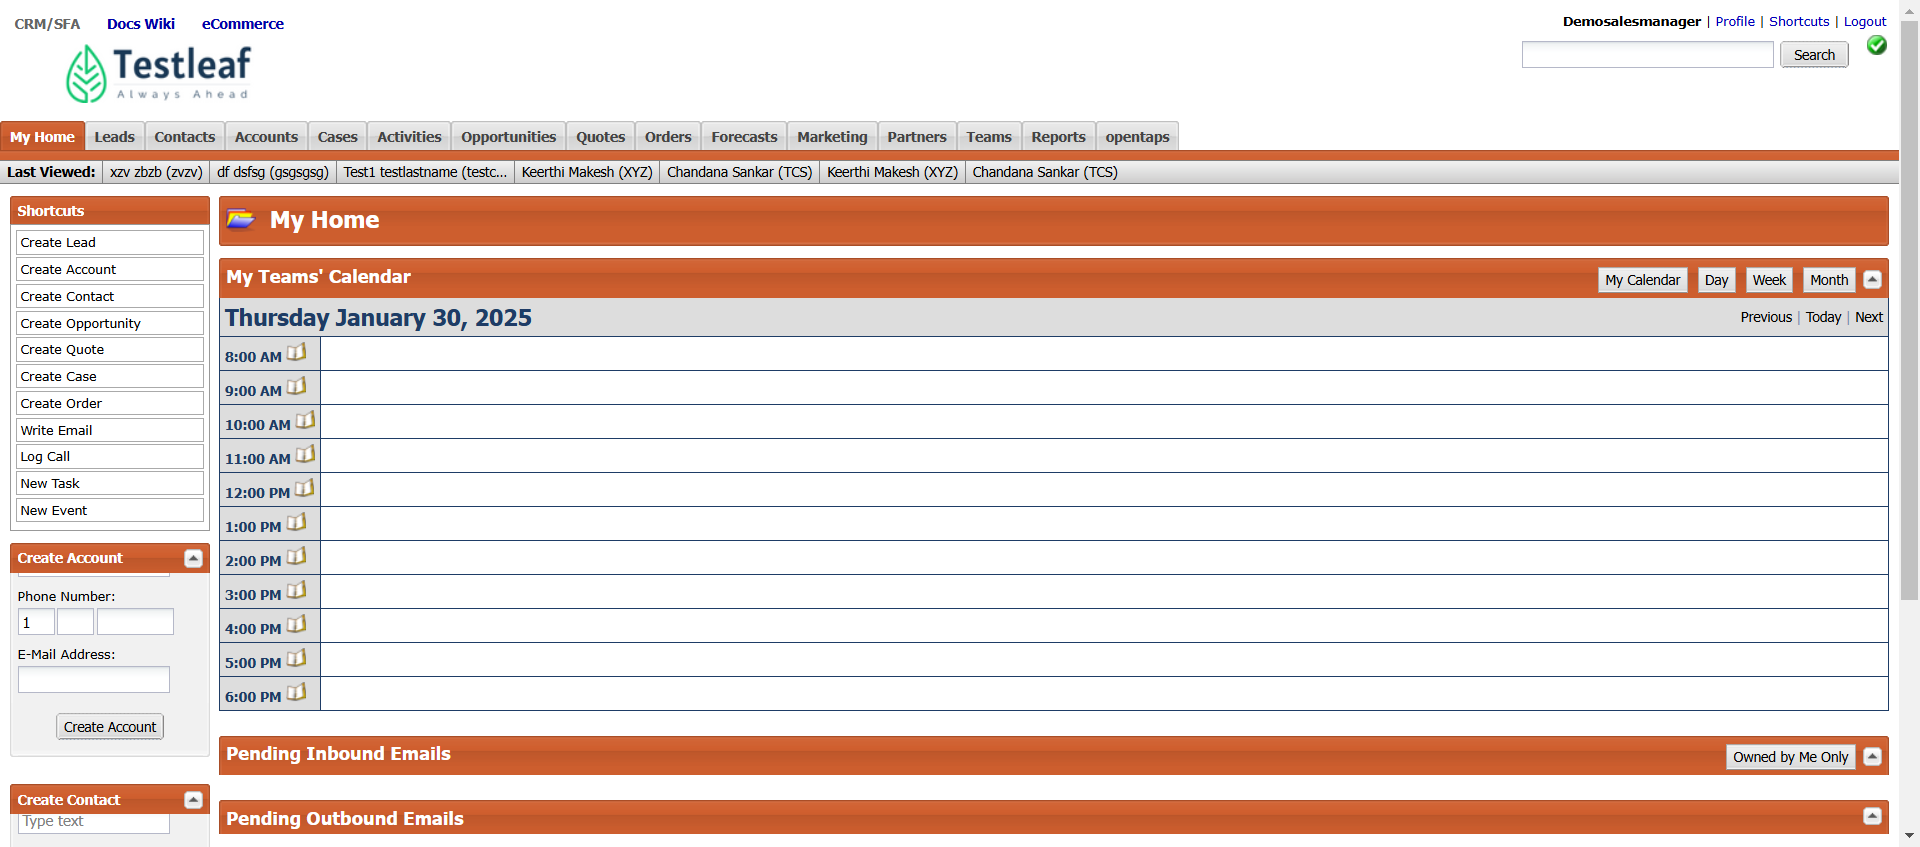 CRM/SFA Docs Wiki eCommerce
Demosalesmanager | Profile | Shortcuts | Logout
Search
Testleaf
Always Ahead
My Home Leads Contacts Accounts Cases Activities Opportunities Quotes Orders Forecasts Marketing Partners Teams Reports opentaps
Last Viewed: xzv zbzb (zvzv) df dsfsg (gsgsgsg) Test1 testlastname (testc... Keerthi Makesh (XYZ) Chandana Sankar (TCS) Keerthi Makesh (XYZ) Chandana Sankar (TCS)
Shortcuts
Create Lead
Create Account
Create Contact
Create Opportunity
Create Quote
Create Case
Create Order
Write Email
Log Call
New Task
New Event
Create Account
Phone Number:
1
E-Mail Address:
Create Account
Create Contact
Type text
My Home
My Teams' Calendar
My Calendar Day Week Month
Thursday January 30, 2025
Previous | Today | Next
8:00 AM
9:00 AM
10:00 AM
11:00 AM
12:00 PM
1:00 PM
2:00 PM
3:00 PM
4:00 PM
5:00 PM
6:00 PM
Pending Inbound Emails
Owned by Me Only
Pending Outbound Emails